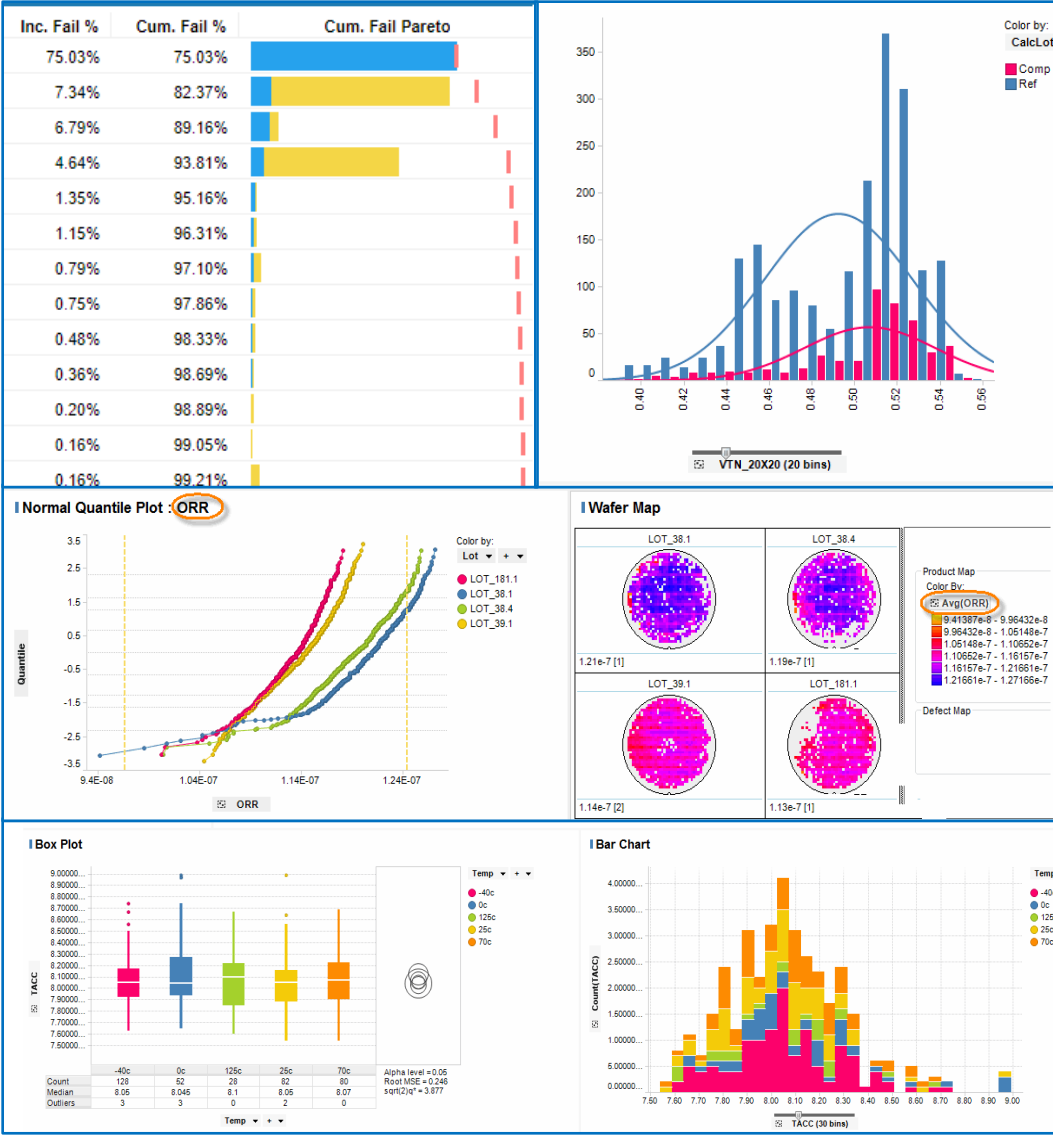 Inc. Fail % Cum. Fail % Cum. Fail Pareto
75.03% 75.03%
7.34% 82.37%
6.79% 89.16%
4.64% 93.81%
1.35% 95.16%
1.15% 96.31%
0.79% 97.10%
0.75% 97.86%
0.48% 98.33%
0.36% 98.69%
0.20% 98.89%
0.16% 99.05%
0.16% 99.21%
Color by:
CalcLot
Comp
Ref
350
300
250
200
150
100
50
0
0.40 0.42 0.44 0.46 0.48 0.50 0.52 0.54 0.56
VTN_20X20 (20 bins)
Normal Quantile Plot : ORR
Color by:
Lot +
LOT_181.1
LOT_38.1
LOT_38.4
LOT_39.1
3.5
2.5
1.5
0.5
-0.5
-1.5
-2.5
-3.5
Quantile
9.4E-08 1.04E-07 1.14E-07 1.24E-07
ORR
Wafer Map
LOT_38.1 LOT_38.4
1.21e-7 [1] 1.19e-7 [1]
LOT_39.1 LOT_181.1
1.14e-7 [2] 1.13e-7 [1]
Product Map
Color By:
Avg(ORR)
9.41387e-8 - 9.96432e-8
9.96432e-8 - 1.05148e-7
1.05148e-7 - 1.10652e-7
1.10652e-7 - 1.16157e-7
1.16157e-7 - 1.21661e-7
1.21661e-7 - 1.27166e-7
Defect Map
Box Plot
9.00000...
8.90000...
8.80000...
8.70000...
8.60000...
8.50000...
8.40000...
8.30000...
8.20000...
8.10000...
8.00000...
7.90000...
7.80000...
7.70000...
7.60000...
7.50000...
TACC
Temp +
-40c
0c
125c
25c
70c
-40c 0c 125c 25c 70c
Count 128 52 28 82 80
Median 8.05 8.045 8.1 8.05 8.07
Outliers 3 3 0 2 0
Alpha level = 0.05
Root MSE = 0.246
sqrt(2)q* = 3.877
Temp +
Bar Chart
4.00000...
3.50000...
3.00000...
2.50000...
2.00000...
1.50000...
1.00000...
5.00000...
0.00000...
Count(TACC)
7.50 7.60 7.70 7.80 7.90 8.00 8.10 8.20 8.30 8.40 8.50 8.60 8.70 8.80 8.90 9.00
TACC (30 bins)
Temp
-40
0c
125
25c
70c